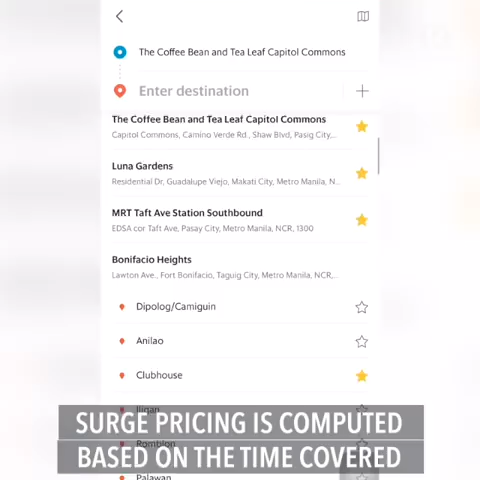 The Coffee Bean and Tea Leaf Capitol Commons
Enter destination
The Coffee Bean and Tea Leaf Capitol Commons
Capitol Commons, Camino Verde Rd., Shaw Blvd, Pasig City,...
Luna Gardens
Residential Dr, Guadalupe Viejo, Makati City, Metro Manila, N...
MRT Taft Ave Station Southbound
EDSA cor Taft Ave, Pasay City, Metro Manila, NCR, 1300
Bonifacio Heights
Lawton Ave., Fort Bonifacio, Taguig City, Metro Manila, NCR,...
Dipolog/Camiguin
Anilao
Clubhouse
Iligan
SURGE PRICING IS COMPUTED
Romblon
BASED ON THE TIME COVERED
Palawan